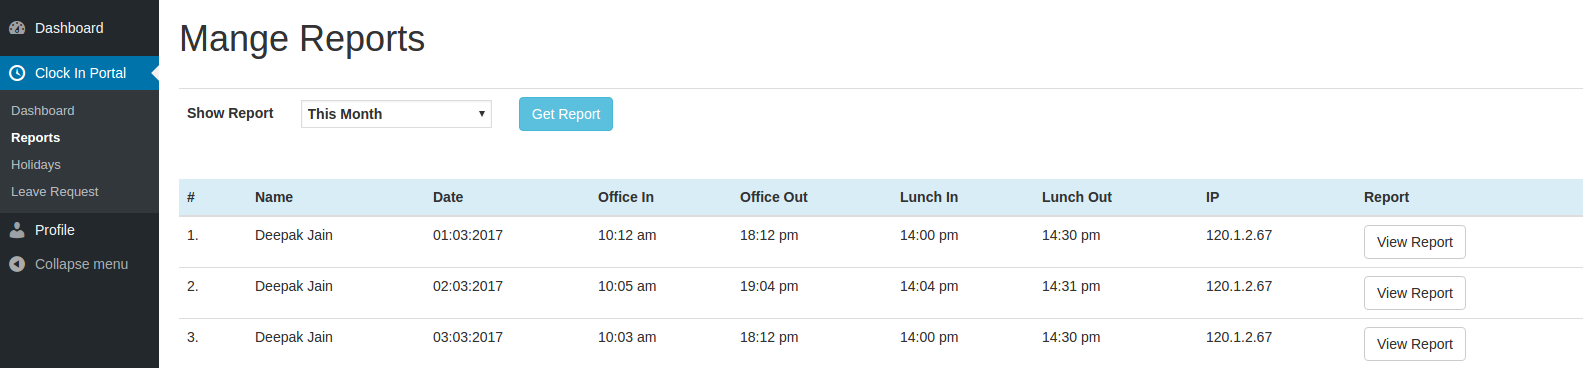 Dashboard
Clock In Portal
Dashboard
Reports
Holidays
Leave Request
Profile
Collapse menu
Mange Reports
Show Report This Month Get Report
# Name Date Office In Office Out Lunch In Lunch Out IP Report
1. Deepak Jain 01:03:2017 10:12 am 18:12 pm 14:00 pm 14:30 pm 120.1.2.67 View Report
2. Deepak Jain 02:03:2017 10:05 am 19:04 pm 14:04 pm 14:31 pm 120.1.2.67 View Report
3. Deepak Jain 03:03:2017 10:03 am 18:12 pm 14:00 pm 14:30 pm 120.1.2.67 View Report